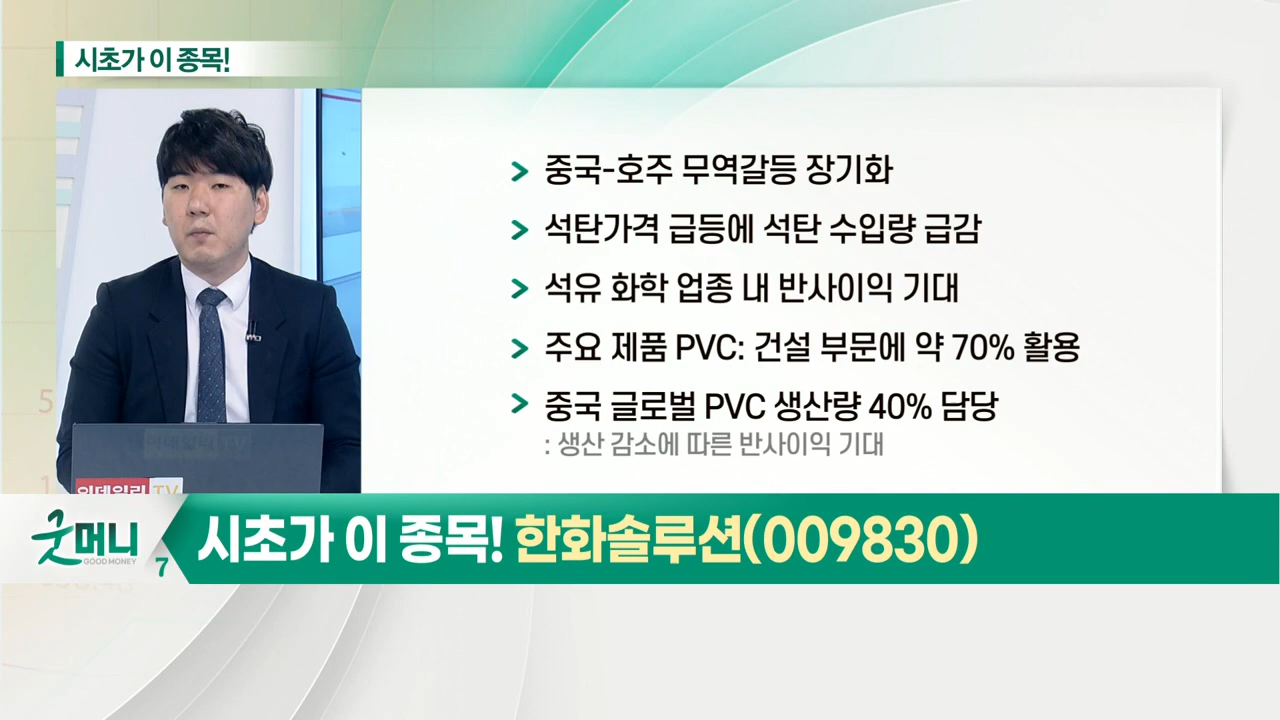 시초가 이 종목!
중국-호주 무역갈등 장기화
석탄가격 급등에 석탄 수입량 급감
석유 화학 업종 내 반사이익 기대
주요 제품 PVC: 건설 부문에 약 70% 활용
중국 글로벌 PVC 생산량 40% 담당
: 생산 감소에 따른 반사이익 기대
이데일리 TV
굿머니
GOOD MONEY
7
시초가 이 종목! 한화솔루션(009830)
5
1